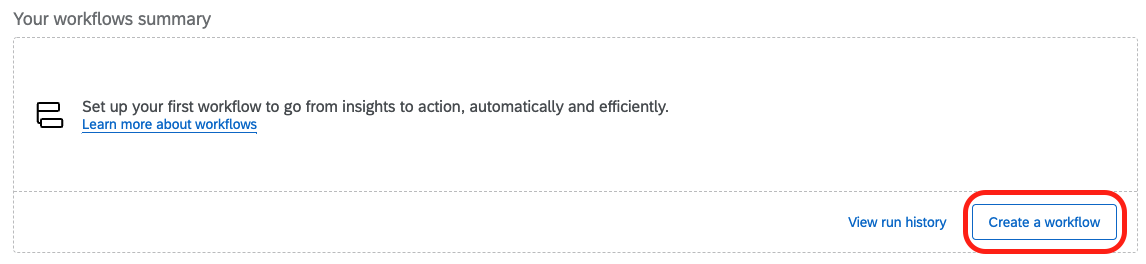 Your workflows summary
Set up your first workflow to go from insights to action, automatically and efficiently.
Learn more about workflows
View run history
Create a workflow